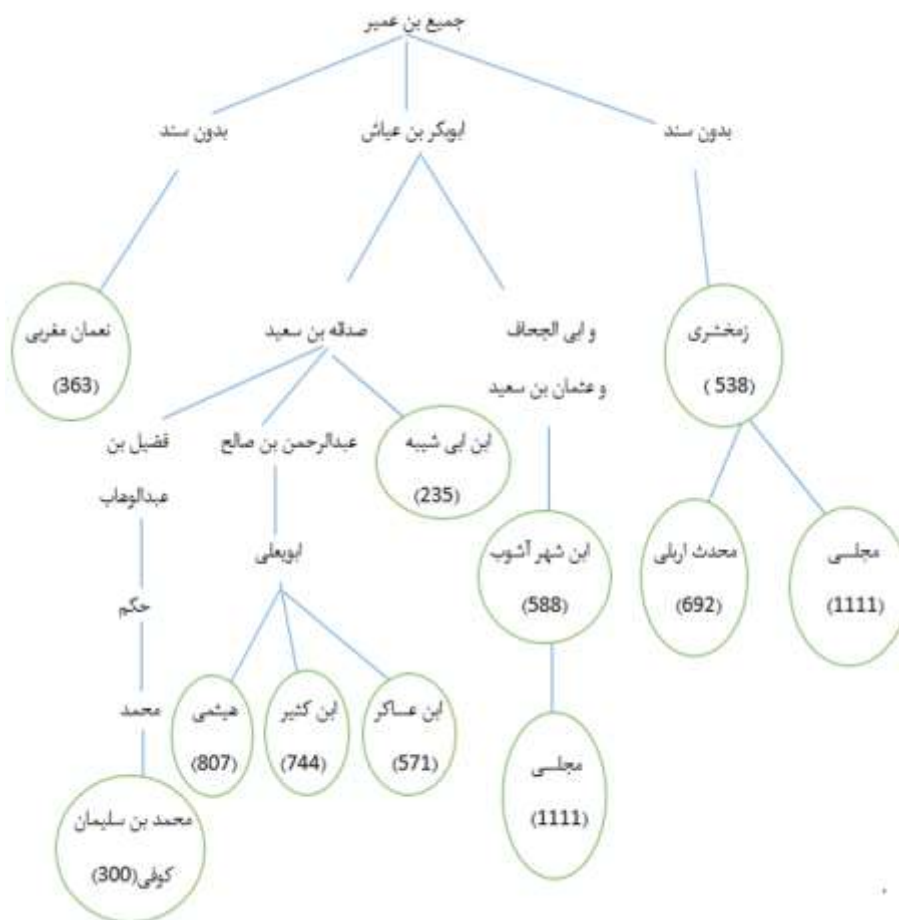 جمیع بن عمیر
بدون سند
ابوبکر بن عیاش
بدون سند
زمخشری
(538 )
و ابی الجحاف
و عثمان بن سعید
صدقه بن سعید
نعمان مغربی
(363)
ابن ابی شیبه
(235)
عبدالرحمن بن صالح
فضیل بن
عبدالوهاب
مجلسی
(1111)
محدث اربلی
(692)
ابن شهر آشوب
(588)
ابویعلی
حکم
ابن عساکر
(571)
ابن کثیر
(744)
هیثمی
(807)
محمد
مجلسی
(1111)
محمد بن سلیمان
کوفی(300)